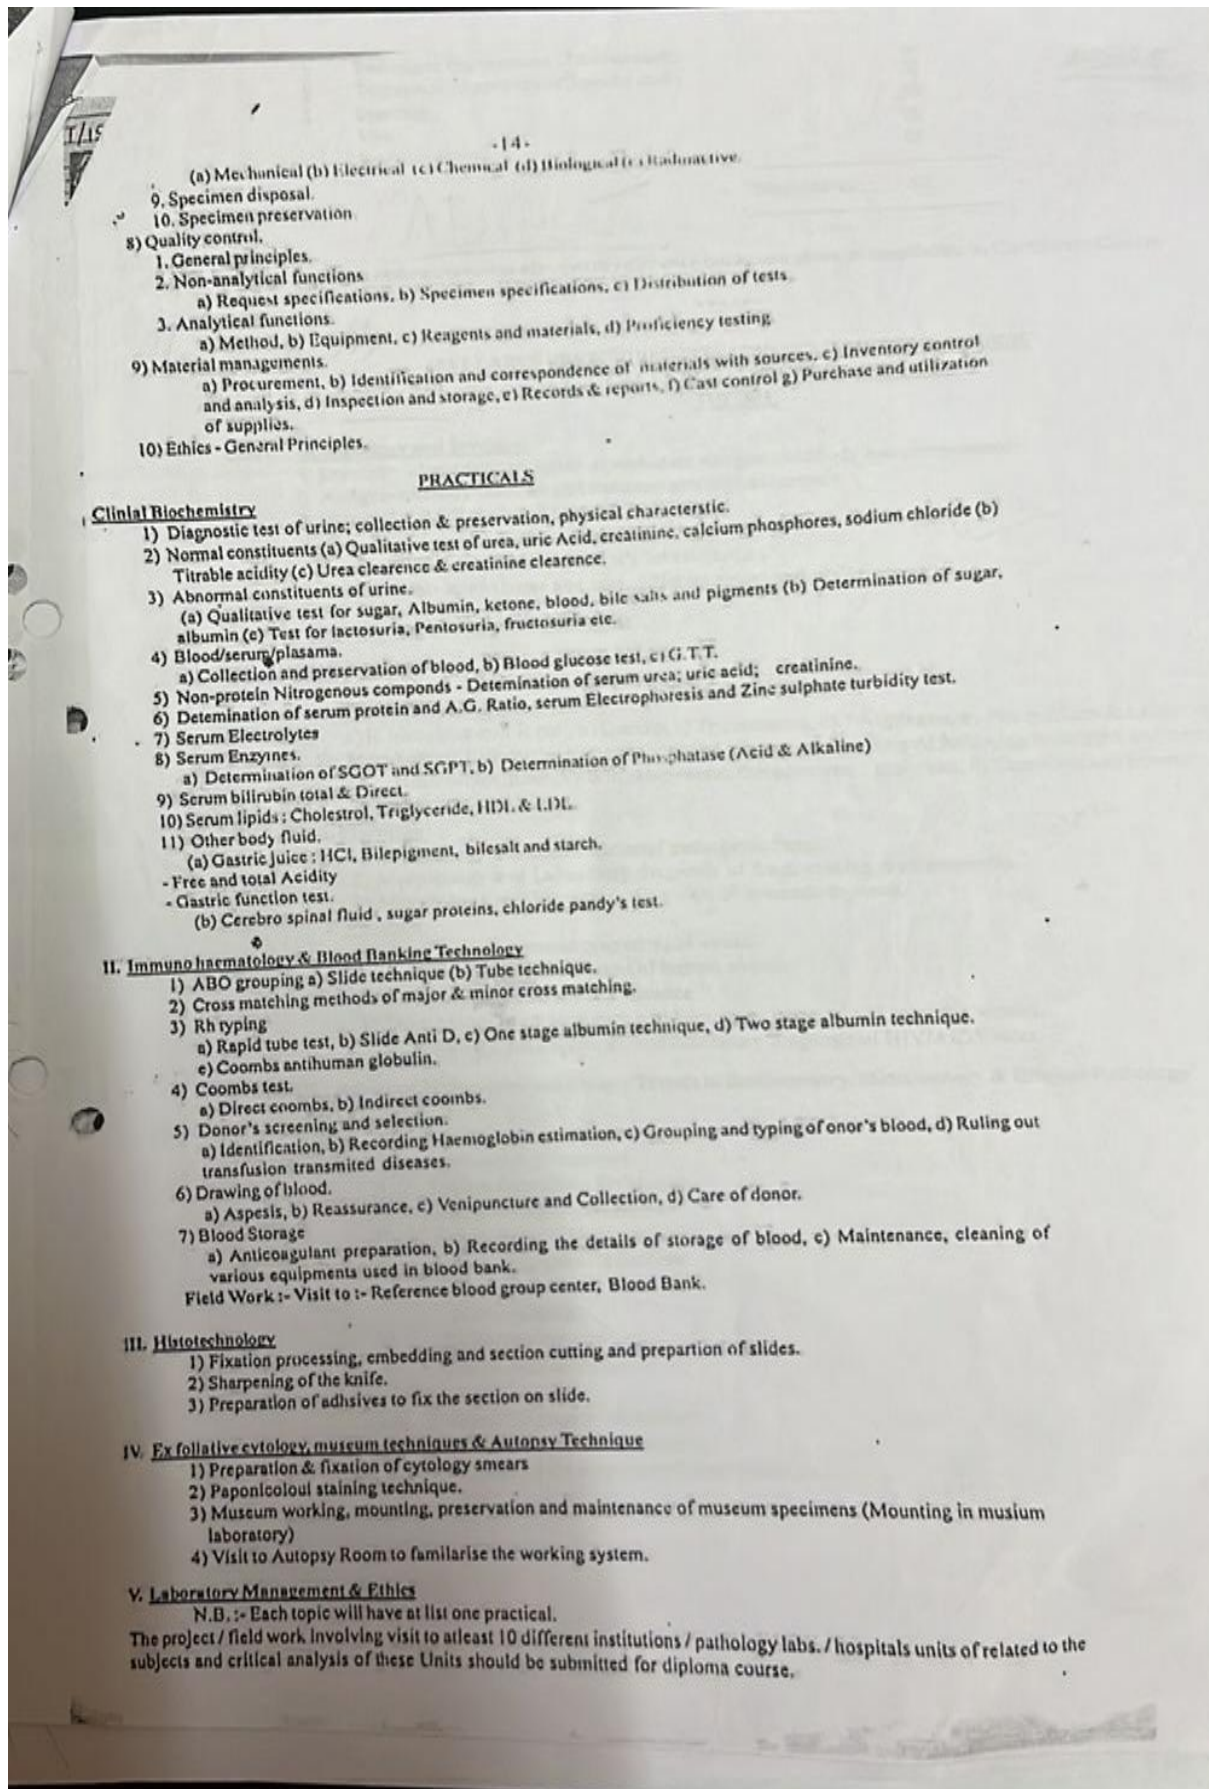 I/15
-14-
(a) Mechanical (b) Electrical (c) Chemical (d) Biological (e) Radioactive.
9. Specimen disposal.
10. Specimen preservation
8) Quality control.
1. General principles.
2. Non-analytical functions
a) Request specifications, b) Specimen specifications, c) Distribution of tests
3. Analytical functions.
a) Method, b) Equipment, c) Reagents and materials, d) Proficiency testing
9) Material managements.
a) Procurement, b) Identification and correspondence of materials with sources, c) Inventory control
and analysis, d) Inspection and storage, e) Records & reports, f) Cast control g) Purchase and utilization
of supplies.
10) Ethics - General Principles.
PRACTICALS
I Clinlal Biochemistry
1) Diagnostic test of urine; collection & preservation, physical characterstic.
2) Normal constituents (a) Qualitative test of urea, uric Acid, creatinine, calcium phosphores, sodium chloride (b)
Titrable acidity (c) Urea clearence & creatinine clearence.
3) Abnormal constituents of urine.
(a) Qualitative test for sugar, Albumin, ketone, blood, bile salts and pigments (b) Determination of sugar,
albumin (c) Test for lactosuria, Pentosuria, fructosuria etc.
4) Blood/serum/plasama.
a) Collection and preservation of blood, b) Blood glucose test, c) G.T.T.
5) Non-protein Nitrogenous componds - Detemination of serum urea; uric acid; creatinine.
6) Detemination of serum protein and A.G. Ratio, serum Electrophoresis and Zinc sulphate turbidity test.
7) Serum Electrolytes
8) Serum Enzyines.
a) Determination of SGOT and SGPT, b) Determination of Phosphatase (Acid & Alkaline)
9) Serum bilirubin total & Direct.
10) Serum lipids : Cholestrol, Triglyceride, HDL & LDL
11) Other body fluid.
(a) Gastric juice : HCl, Bilepigment, bilesalt and starch.
- Free and total Acidity
- Gastric function test.
(b) Cerebro spinal fluid , sugar proteins, chloride pandy's test.
II. Immuno haematology & Blood Banking Technology
1) ABO grouping a) Slide technique (b) Tube technique.
2) Cross matching methods of major & minor cross matching.
3) Rh typing
a) Rapid tube test, b) Slide Anti D, c) One stage albumin technique, d) Two stage albumin technique.
e) Coombs antihuman globulin.
4) Coombs test.
a) Direct coombs, b) Indirect coombs.
5) Donor's screening and selection.
a) Identification, b) Recording Haemoglobin estimation, c) Grouping and typing of onor's blood, d) Ruling out
transfusion transmited diseases.
6) Drawing of blood.
a) Aspesis, b) Reassurance, c) Venipuncture and Collection, d) Care of donor.
7) Blood Storage
a) Anticoagulant preparation, b) Recording the details of storage of blood, c) Maintenance, cleaning of
various equipments used in blood bank.
Field Work :- Visit to :- Reference blood group center, Blood Bank.
III. Histotechnology
1) Fixation processing, embedding and section cutting and prepartion of slides.
2) Sharpening of the knife.
3) Preparation of adhsives to fix the section on slide.
IV. Ex foliative cytology, museum techniques & Autopsy Technique
1) Preparation & fixation of cytology smears
2) Paponicoloul staining technique.
3) Museum working, mounting, preservation and maintenance of museum specimens (Mounting in musium
laboratory)
4) Visit to Autopsy Room to familarise the working system.
V. Laboratory Management & Ethics
N.B. :- Each topic will have at list one practical.
The project / field work involving visit to atleast 10 different institutions / pathology labs. / hospitals units of related to the
subjects and critical analysis of these Units should be submitted for diploma course.